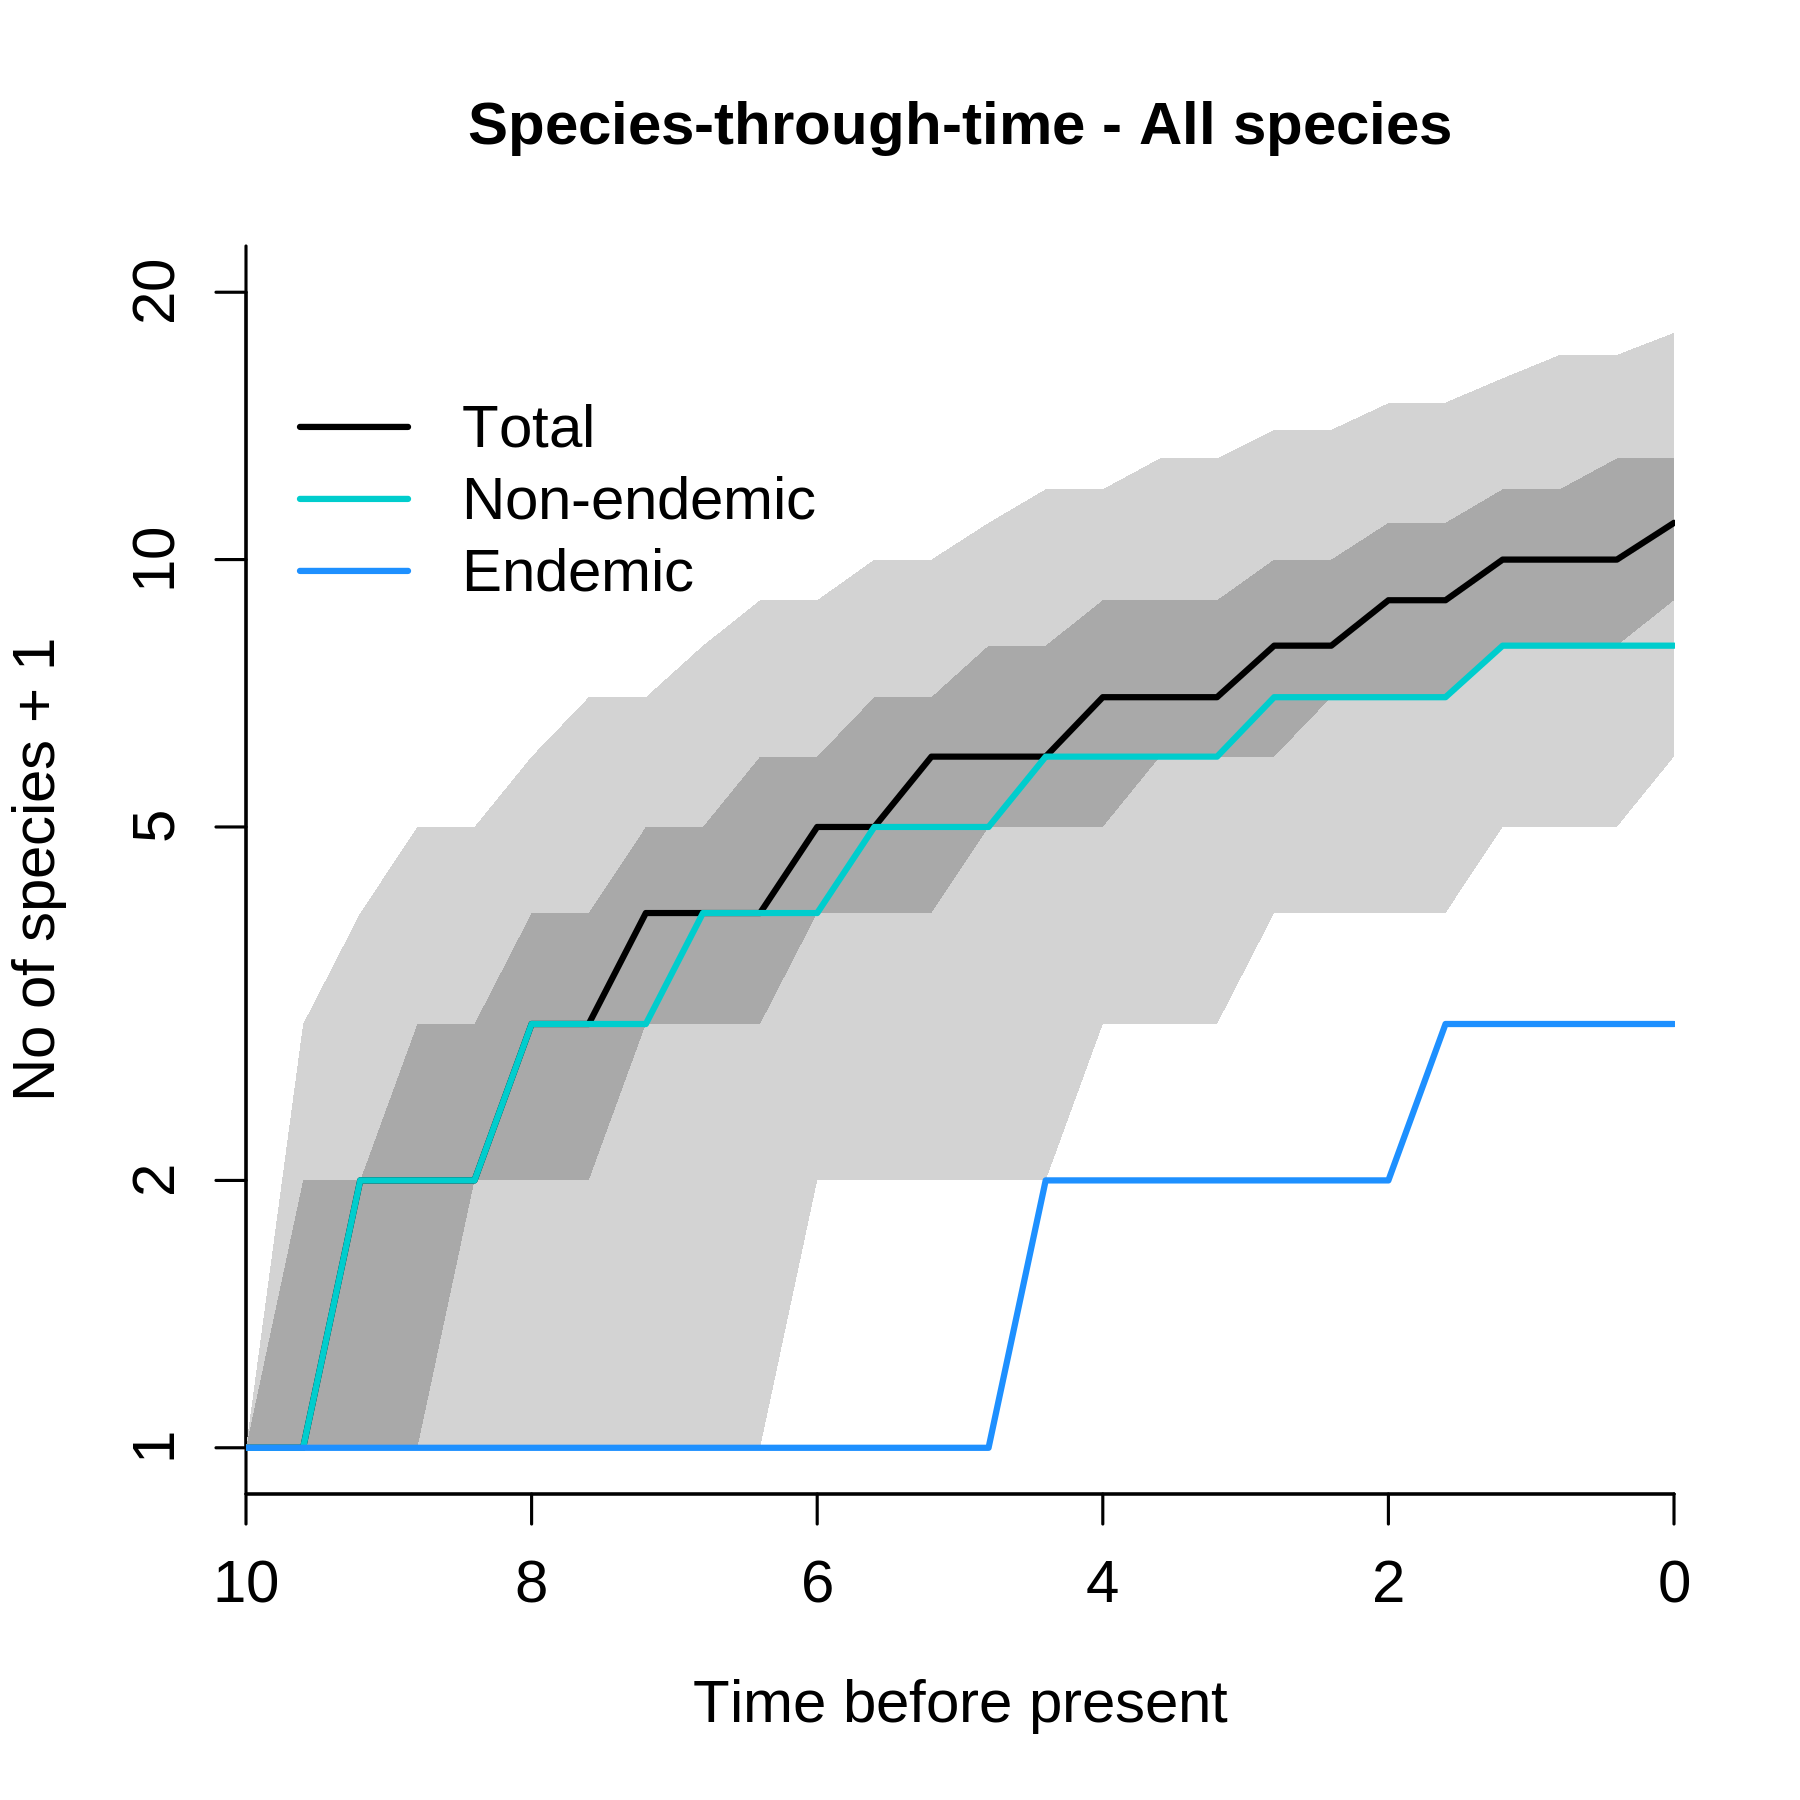 Species-through-time - All species
Total
Non-endemic
Endemic
No of species + 1
20
10
5
2
1
10 8 6 4 2 0
Time before present